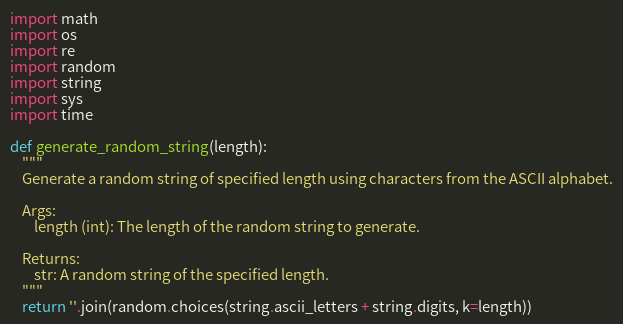 import math
import os
import re
import random
import string
import sys
import time

def generate_random_string(length):
    """
    Generate a random string of specified length using characters from the ASCII alphabet.

    Args:
        length (int): The length of the random string to generate.

    Returns:
        str: A random string of the specified length.
    """
    return ''.join(random.choices(string.ascii_letters + string.digits, k=length))